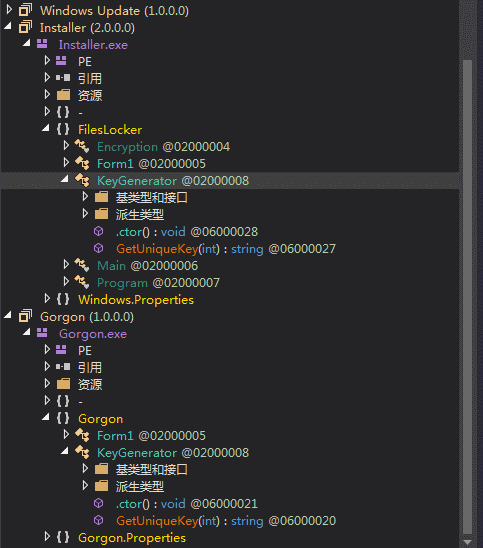 Windows Update (1.0.0.0)
Installer (2.0.0.0)
Installer.exe
PE
引用
资源
{ } -
{ } FilesLocker
Encryption @02000004
Form1 @02000005
KeyGenerator @02000008
基类型和接口
派生类型
.ctor() : void @06000028
GetUniqueKey(int) : string @06000027
Main @02000006
Program @02000007
{ } Windows.Properties
Gorgon (1.0.0.0)
Gorgon.exe
PE
引用
资源
{ } -
{ } Gorgon
Form1 @02000005
KeyGenerator @02000008
基类型和接口
派生类型
.ctor() : void @06000021
GetUniqueKey(int) : string @06000020
{ } Gorgon.Properties